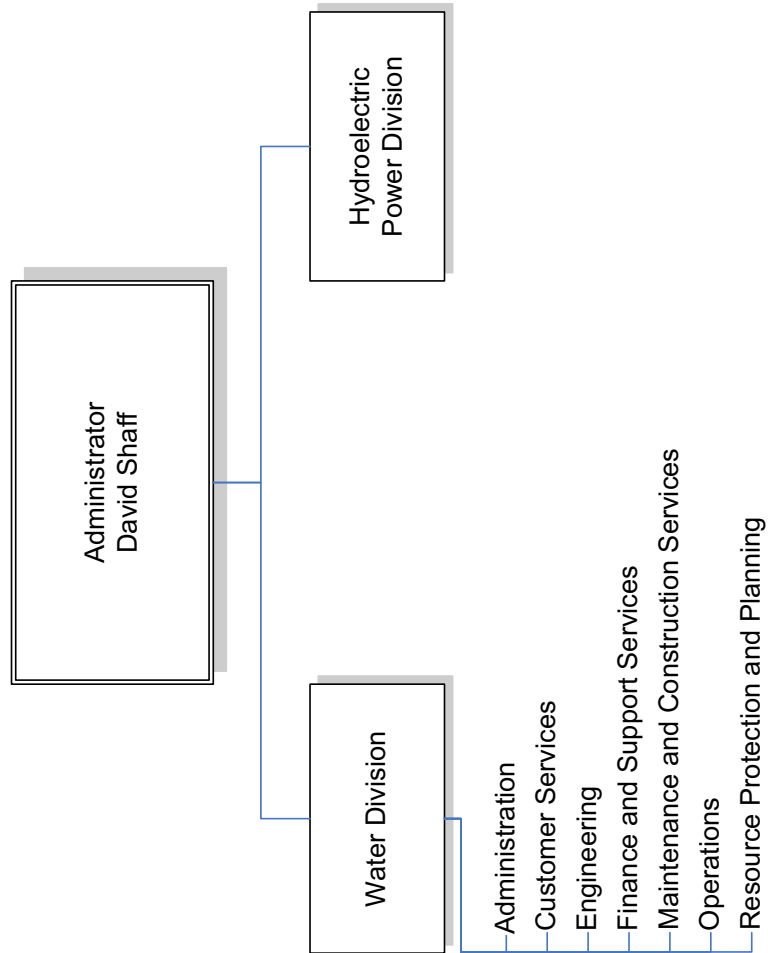 Administrator
David Shaff
Water Division
Hydroelectric
Power Division
Administration
Customer Services
Engineering
Finance and Support Services
Maintenance and Construction Services
Operations
Resource Protection and Planning